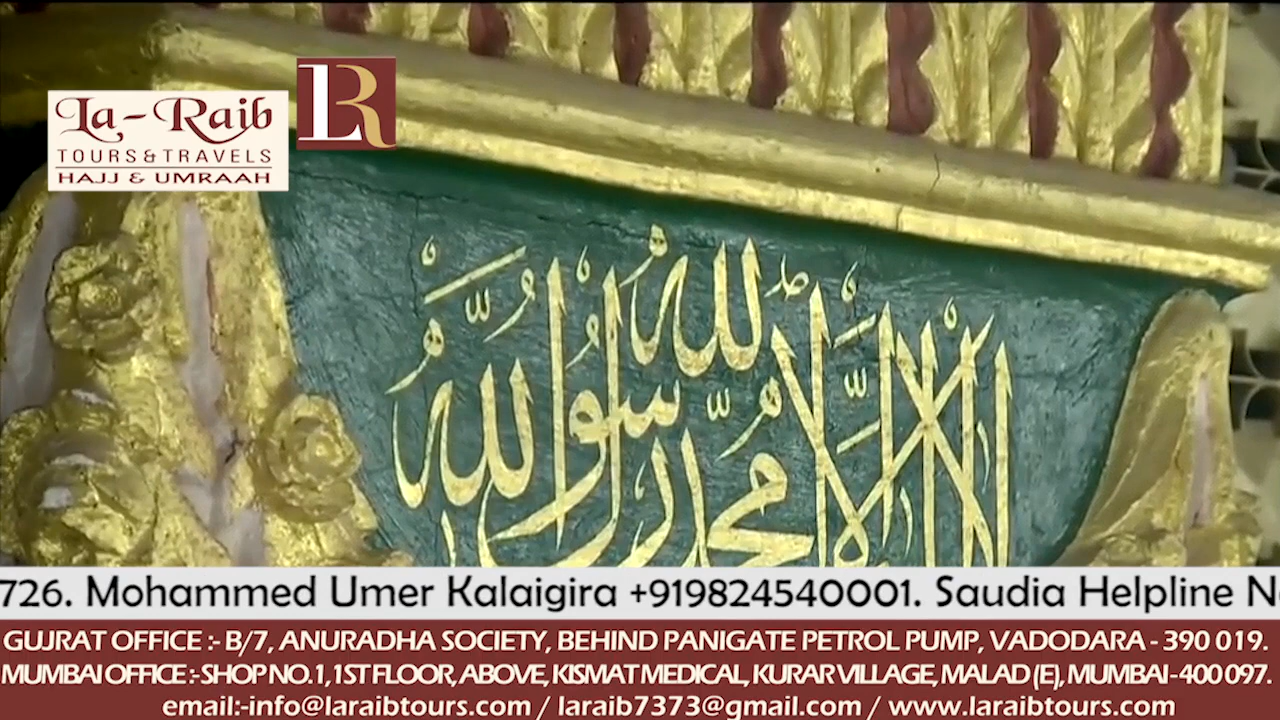 La-Raib
TOURS & TRAVELS
HAJJ & UMRAAH
LR
لا إله إلا الله محمد رسول الله
726. Mohammed Umer Kalaigira +919824540001. Saudia Helpline N
GUJRAT OFFICE :- B/7, ANURADHA SOCIETY, BEHIND PANIGATE PETROL PUMP, VADODARA - 390 019.
MUMBAI OFFICE :- SHOP NO. 1, 1ST FLOOR, ABOVE, KISMAT MEDICAL, KURAR VILLAGE, MALAD (E), MUMBAI - 400 097.
email:-info@laraibtours.com / laraib7373@gmail.com / www.laraibtours.com